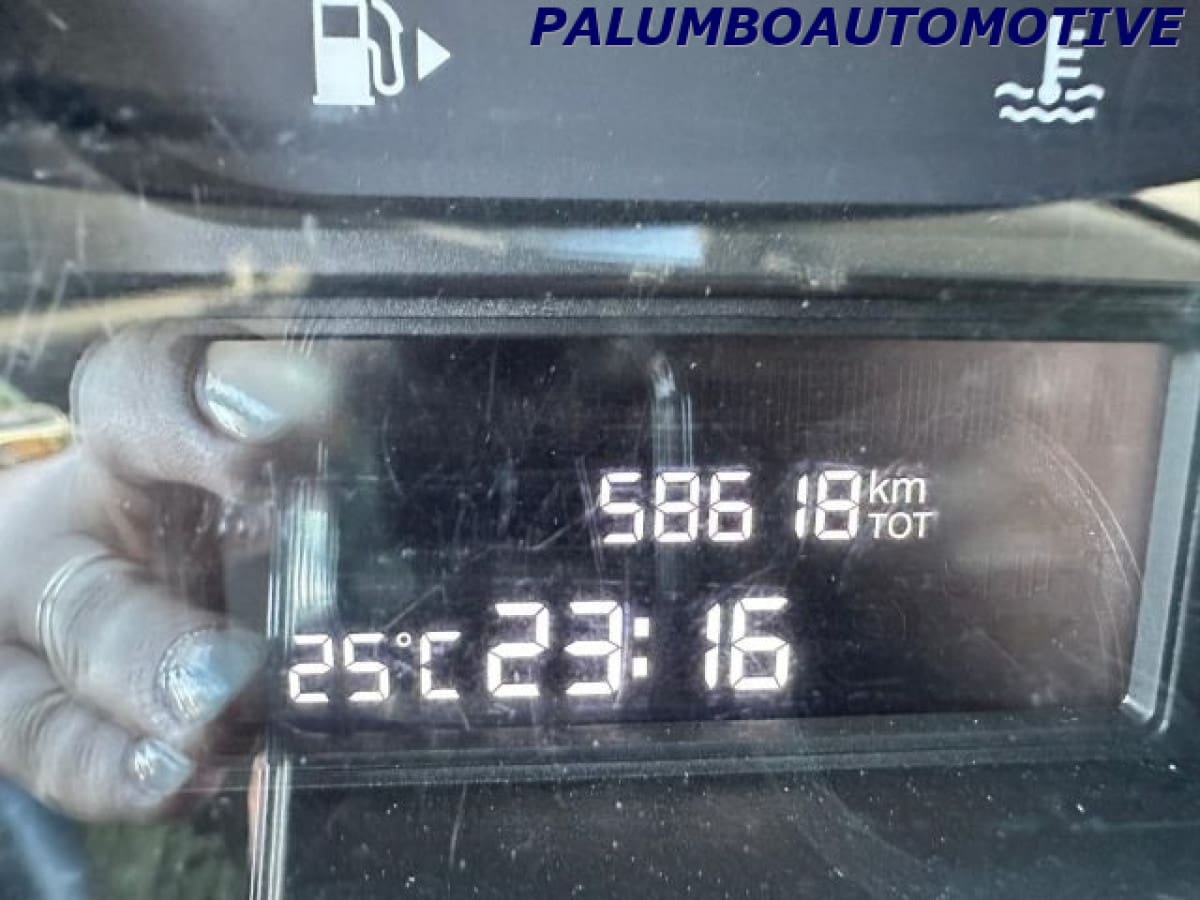 PALUMBOAUTOMOTIVE
58618 km
TOT
25°C 23:16